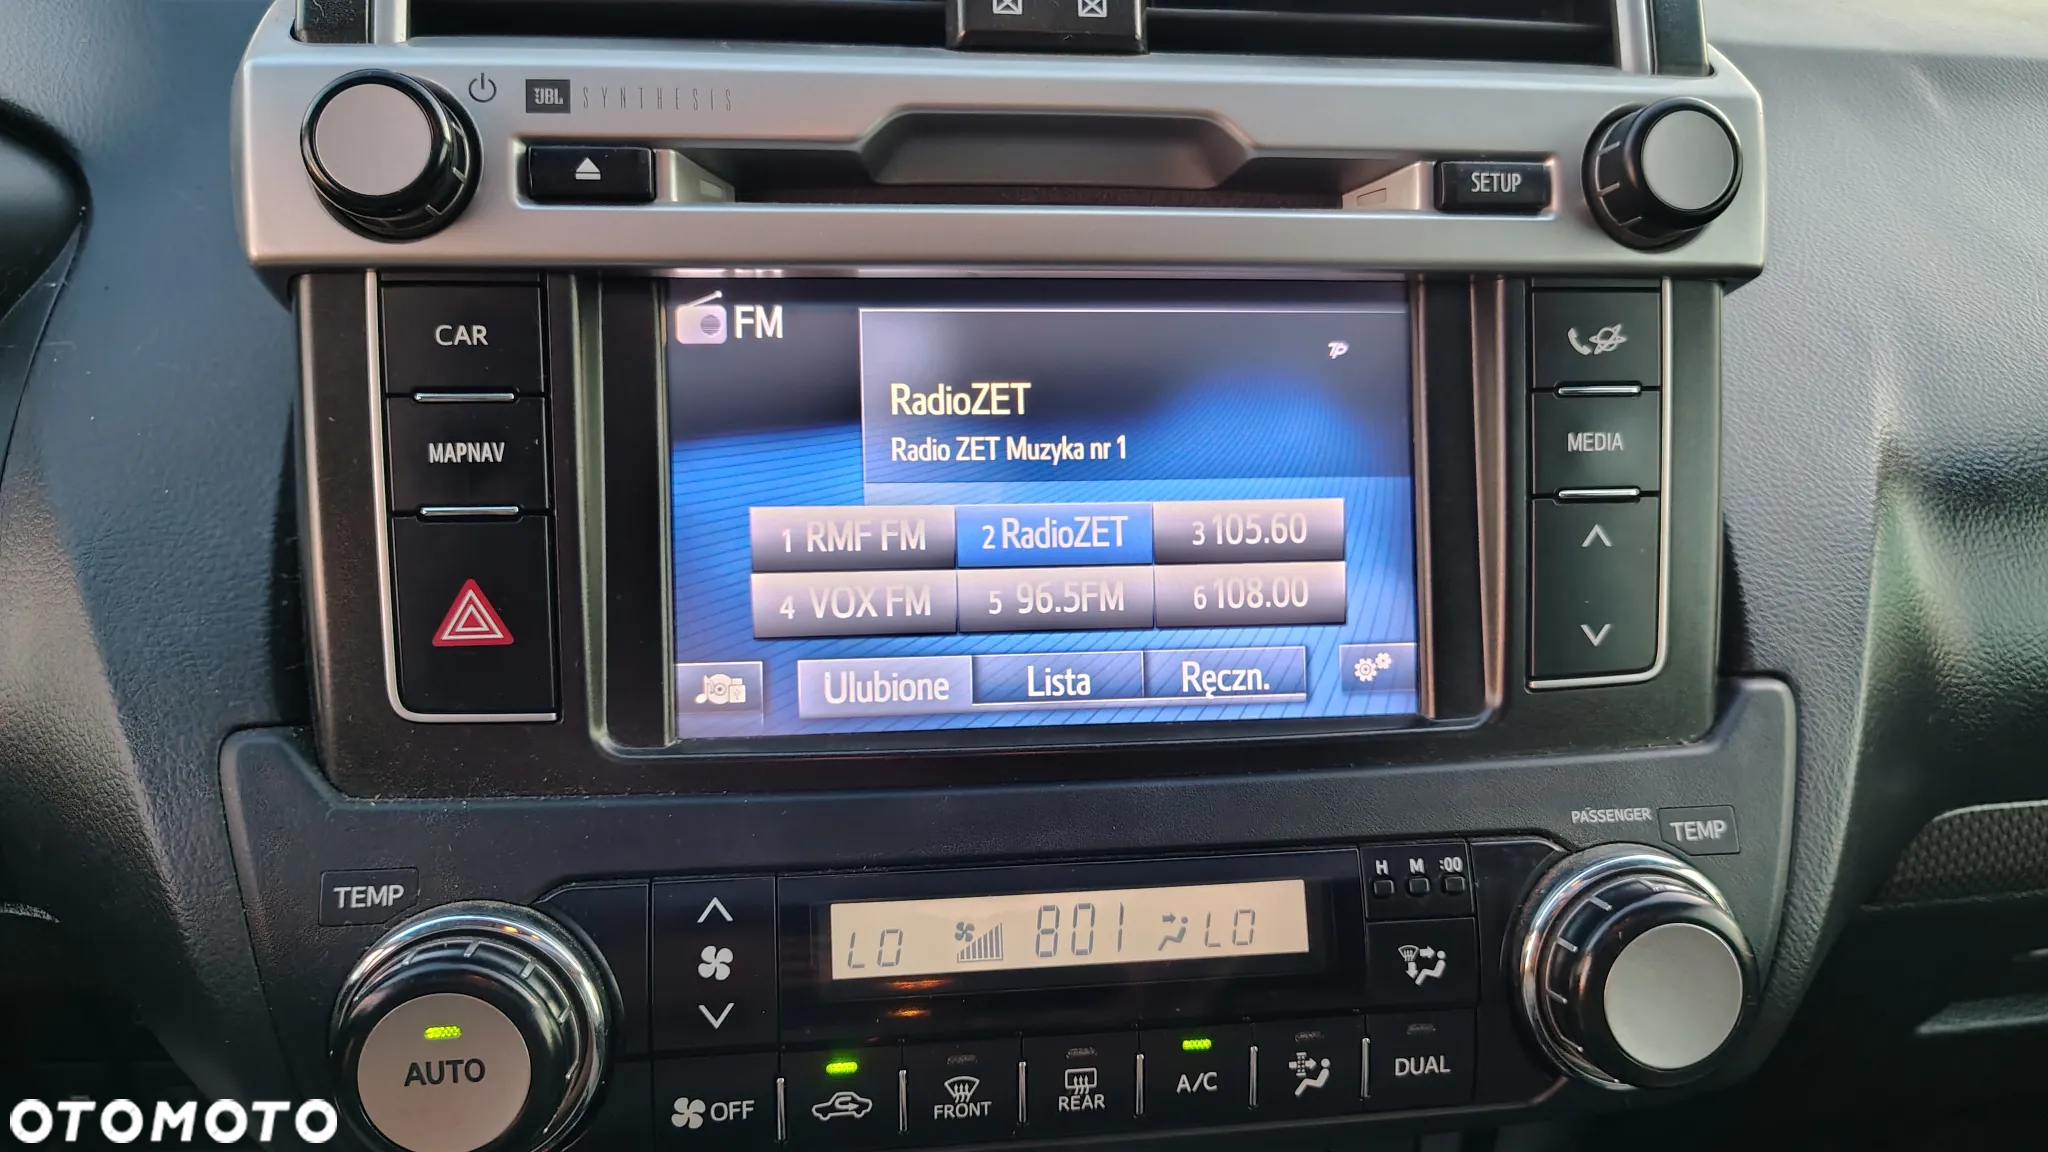 JBL SYNTHESIS
SETUP
CAR
MAPNAV
FM
TP
RadioZET
Radio ZET Muzyka nr 1
1 RMF FM
2 RadioZET
3 105.60
4 VOX FM
5 96.5FM
6 108.00
Ulubione
Lista
Ręczn.
MEDIA
PASSENGER
TEMP
TEMP
H M :00
LO
801
LO
AUTO
OFF
FRONT
REAR
A/C
DUAL
OTOMOTO